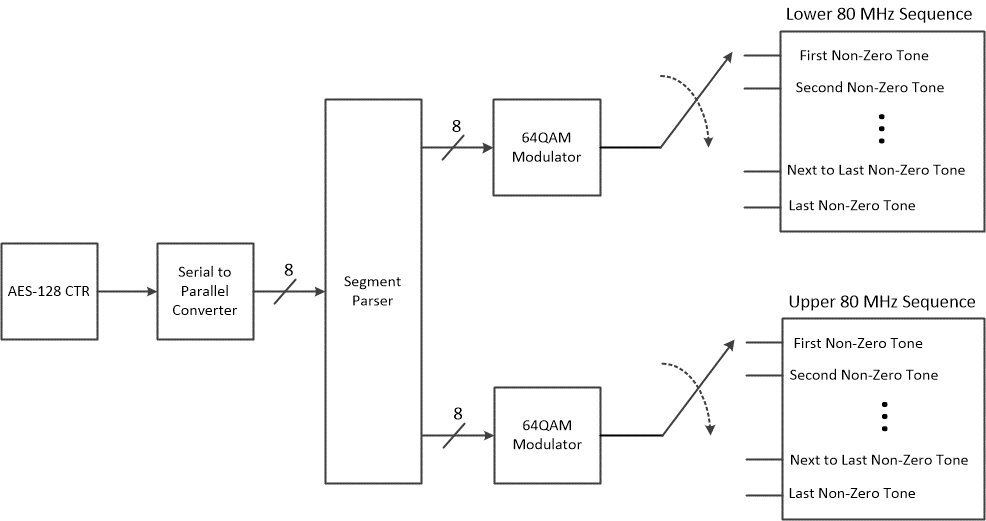 Lower 80 MHz Sequence
First Non-Zero Tone
Second Non-Zero Tone
Next to Last Non-Zero Tone
Last Non-Zero Tone
8
64QAM
Modulator
AES-128 CTR
Serial to
Parallel
Converter
8
Segment
Parser
Upper 80 MHz Sequence
First Non-Zero Tone
Second Non-Zero Tone
Next to Last Non-Zero Tone
Last Non-Zero Tone
8
64QAM
Modulator